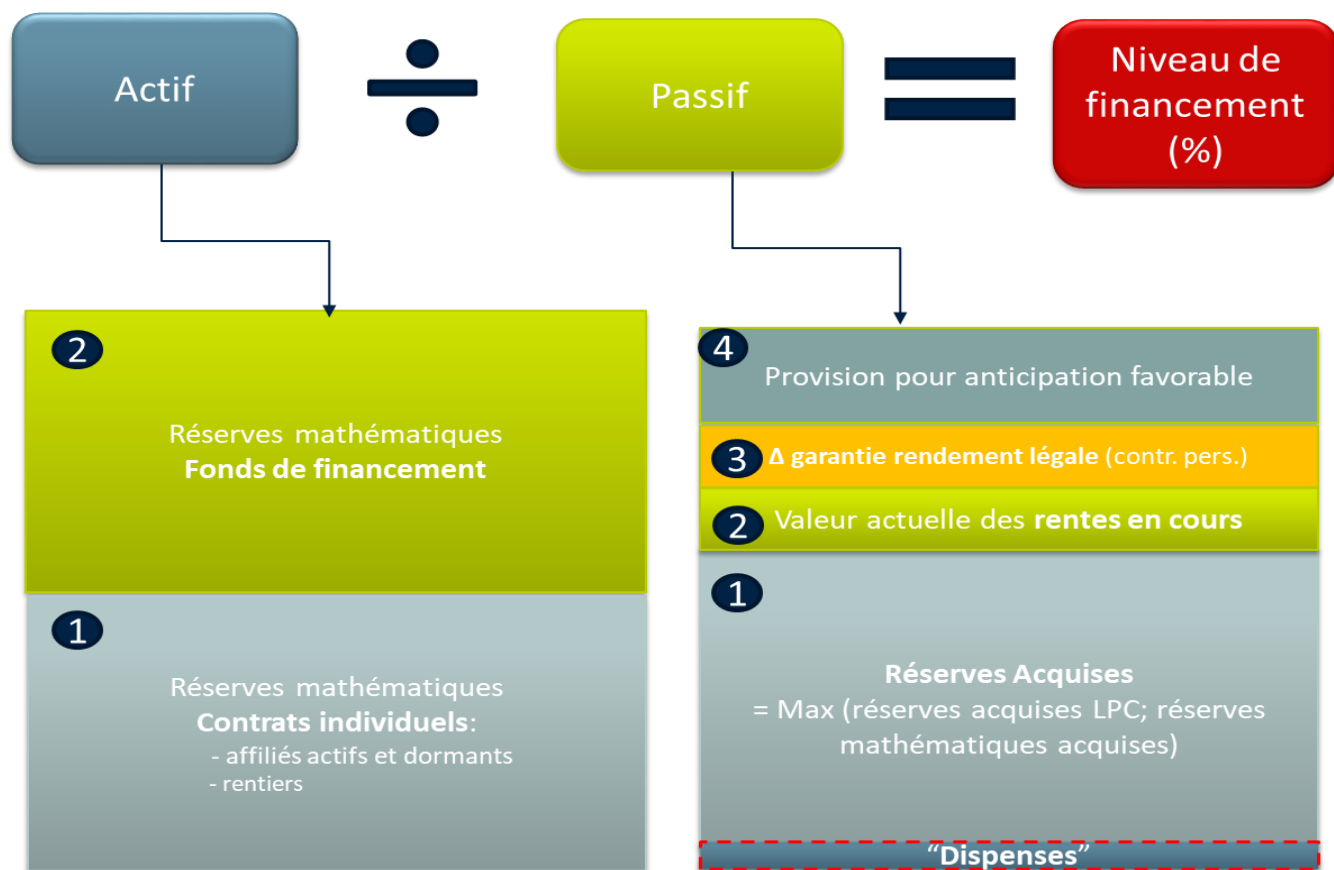 Actif
÷
Passif
=
Niveau de
financement
(%)
2
Réserves mathématiques
Fonds de financement
1
Réserves mathématiques
Contrats individuels:
- affiliés actifs et dormants
- rentiers
4
Provision pour anticipation favorable
3
Δ garantie rendement légale (contr. pers.)
2
Valeur actuelle des rentes en cours
1
Réserves Acquises
= Max (réserves acquises LPC; réserves
mathématiques acquises)
“Dispenses”